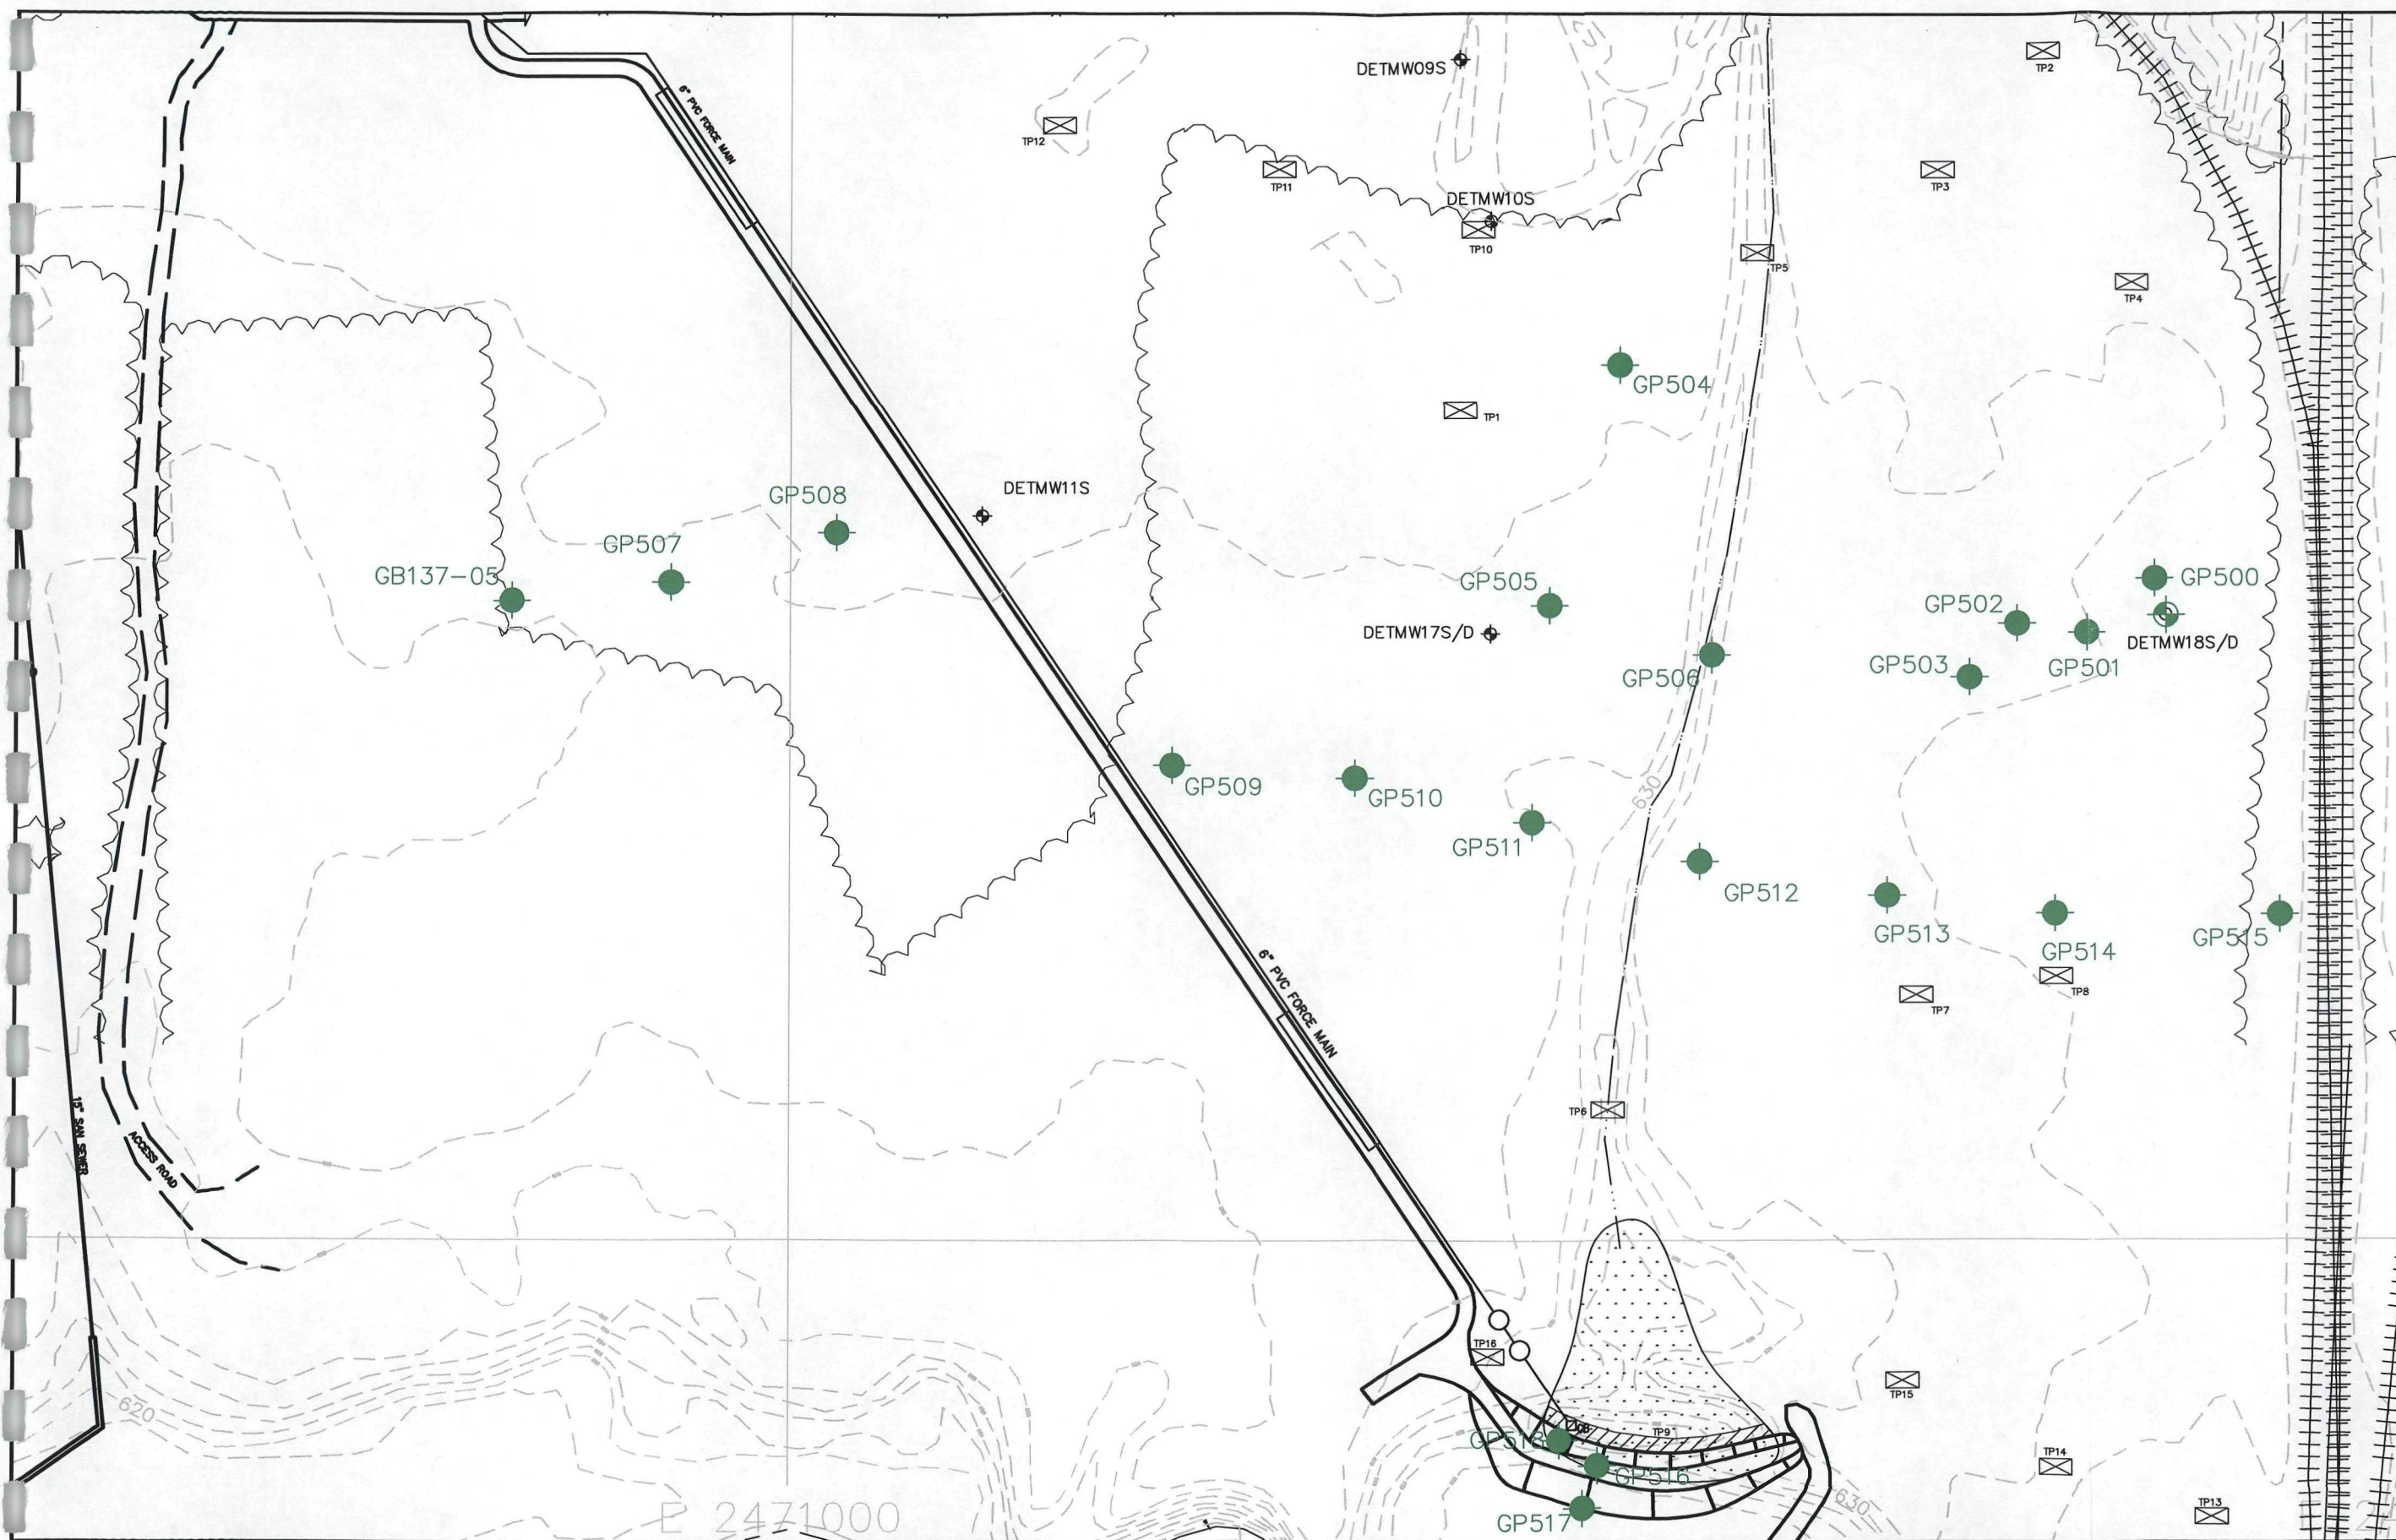 TP2
DETMW09S
6" PVC FORCE MAIN
TP12
TP11
TP3
DETMW10S
TP10
TP5
TP4
GP504
TP1
GP508
DETMW11S
GP507
GB137-05
GP505
GP500
GP502
DETMW17S/D
DETMW18S/D
GP503
GP501
GP506
GP509
GP510
630
GP511
GP512
GP513
GP515
GP514
6" PVC FORCE MAIN
TP8
TP7
TP6
15" SAN SEWER
ACCESS ROAD
TP16
TP15
620
TP9
GP518
GP516
TP14
630
TP13
E 2471000
GP517